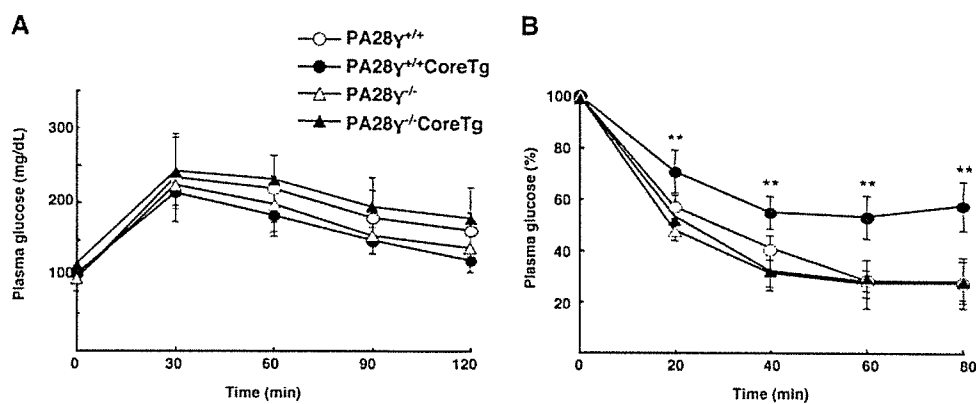 A
PA28γ+/+
PA28γ+/+CoreTg
PA28γ-/-
PA28γ-/-CoreTg
Plasma glucose (mg/dL)
300
200
100
0
30
60
90
120
Time (min)
B
Plasma glucose (%)
100
80
60
40
20
**
**
**
**
0
20
40
60
80
Time (min)